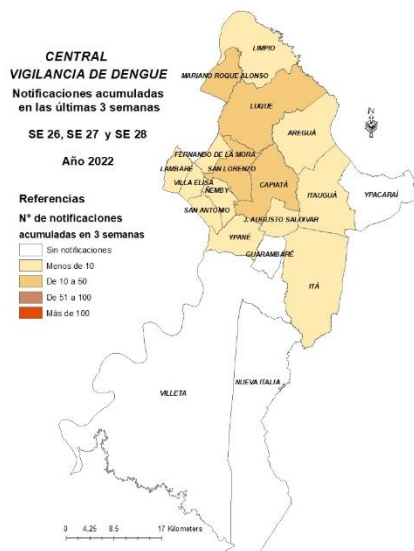 CENTRAL
VIGILANCIA DE DENGUE
Notificaciones acumuladas
en las últimas 3 semanas
SE 26, SE 27 y SE 28
Año 2022
Referencias
N° de notificaciones
acumuladas en 3 semanas
Sin notificaciones
Menos de 10
De 10 a 50
De 51 a 100
Más de 100
LIMPIO
MARIANO ROQUE ALONSO
LUQUE
N
AREGUÁ
FERNANDO DE LA MORA
LAMBARÉ
SAN LORENZO
VILLA ELISA
ÑEMBY
CAPIATÁ
ITAUGUÁ
YPACARAÍ
SAN ANTONIO
J. AUGUSTO SALDIVAR
YPANÉ
GUARAMBARÉ
ITÁ
VILLETA
NUEVA ITALIA
0 4,25 8,5 17 Kilometers